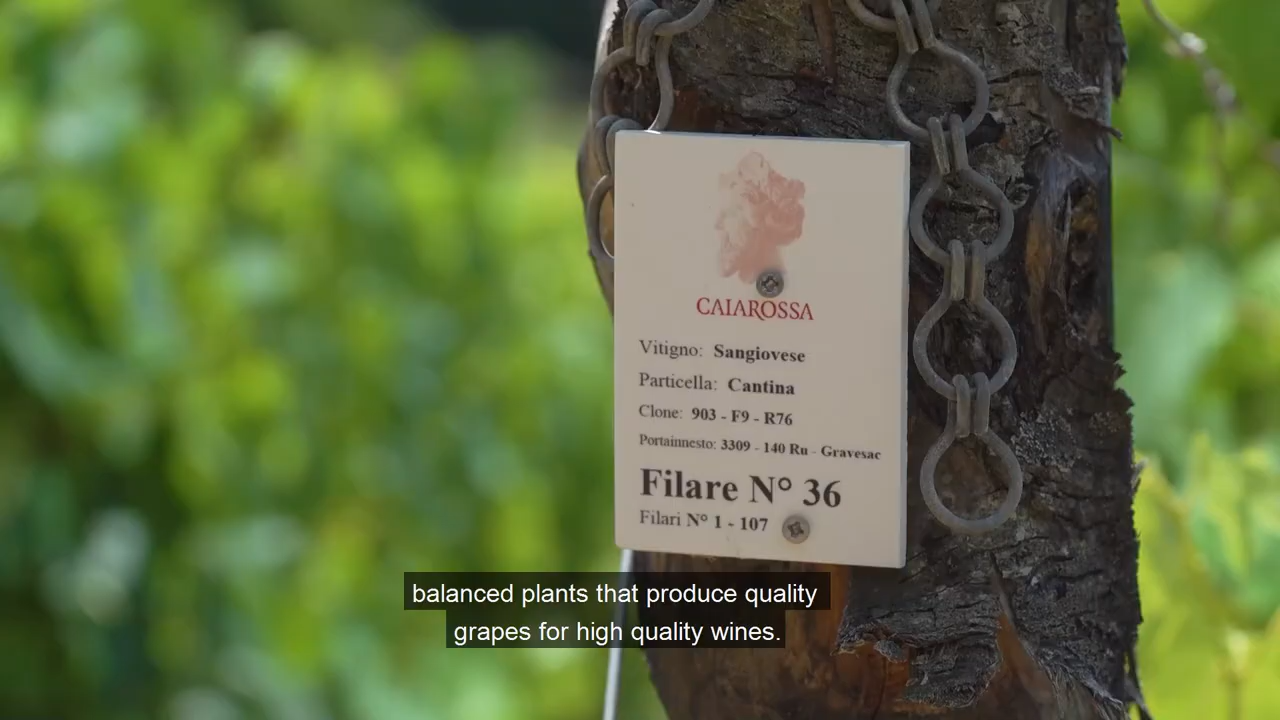 CAIAROSSA
Vitigno: Sangiovese
Particella: Cantina
Clone: 903 - F9 - R76
Portainnesto: 3309 - 140 Ru - Gravesac
Filare N° 36
Filari N° 1 - 107
balanced plants that produce quality
grapes for high quality wines.